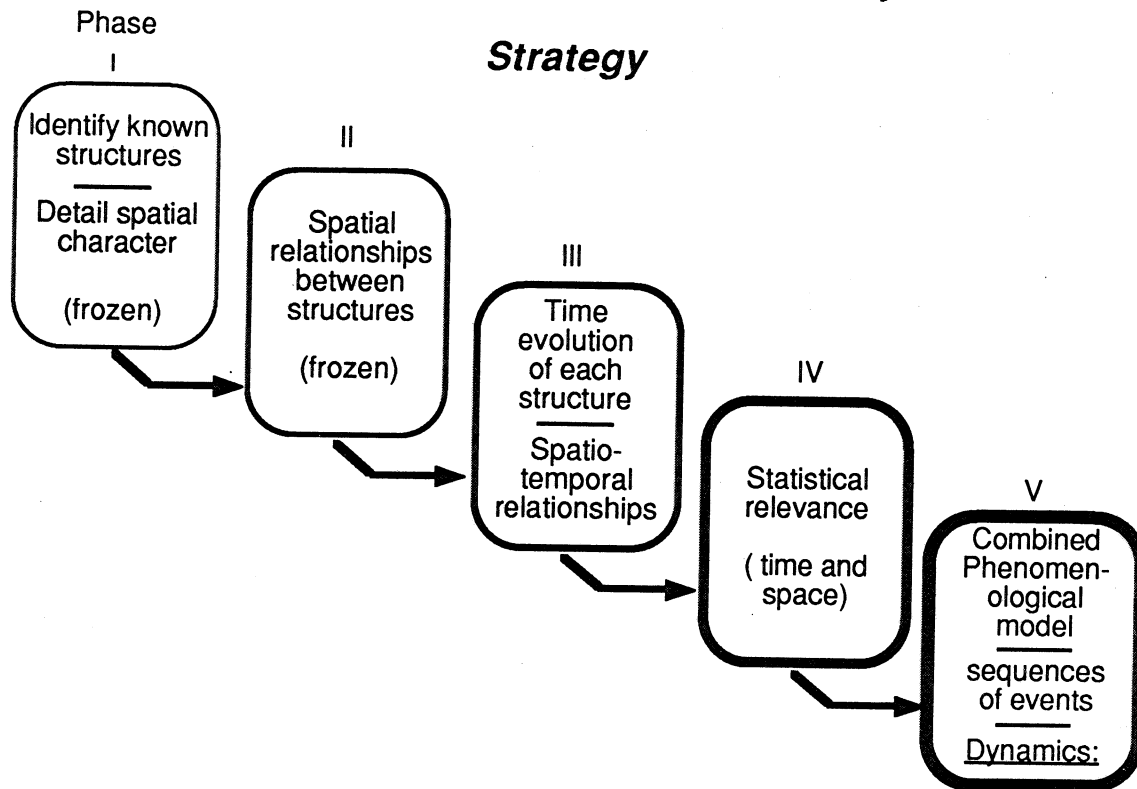 Phase
Strategy
I
Identify known
structures
Detail spatial
character
(frozen)
II
Spatial
relationships
between
structures
(frozen)
III
Time
evolution
of each
structure
Spatio-
temporal
relationships
IV
Statistical
relevance
( time and
space)
V
Combined
Phenomen-
ological
model
sequences
of events
Dynamics: